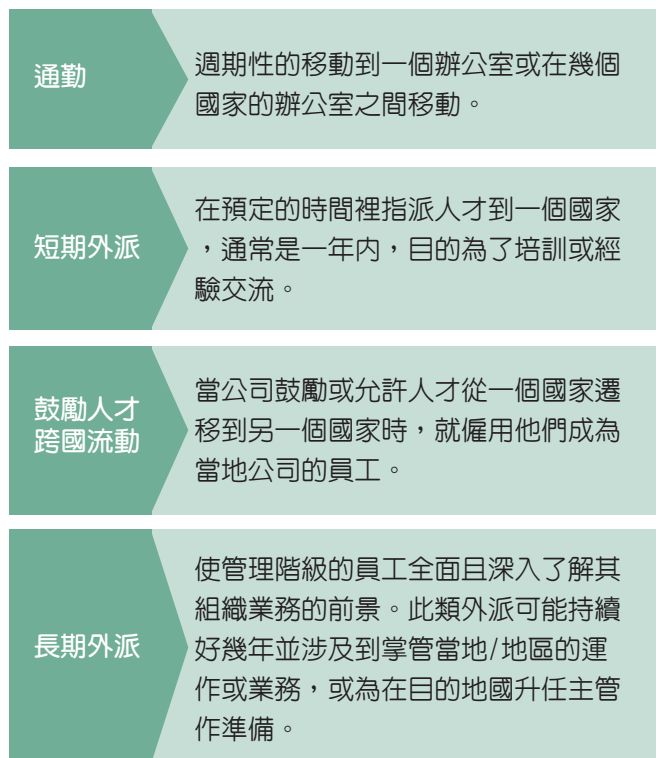 通勤
週期性的移動到一個辦公室或在幾個
國家的辦公室之間移動。
短期外派
在預定的時間裡指派人才到一個國家
，通常是一年內，目的為了培訓或經
驗交流。
鼓勵人才
跨國流動
當公司鼓勵或允許人才從一個國家遷
移到另一個國家時，就僱用他們成為
當地公司的員工。
長期外派
使管理階級的員工全面且深入了解其
組織業務的前景。此類外派可能持續
好幾年並涉及到掌管當地/地區的運
作或業務，或為在目的地國升任主管
作準備。